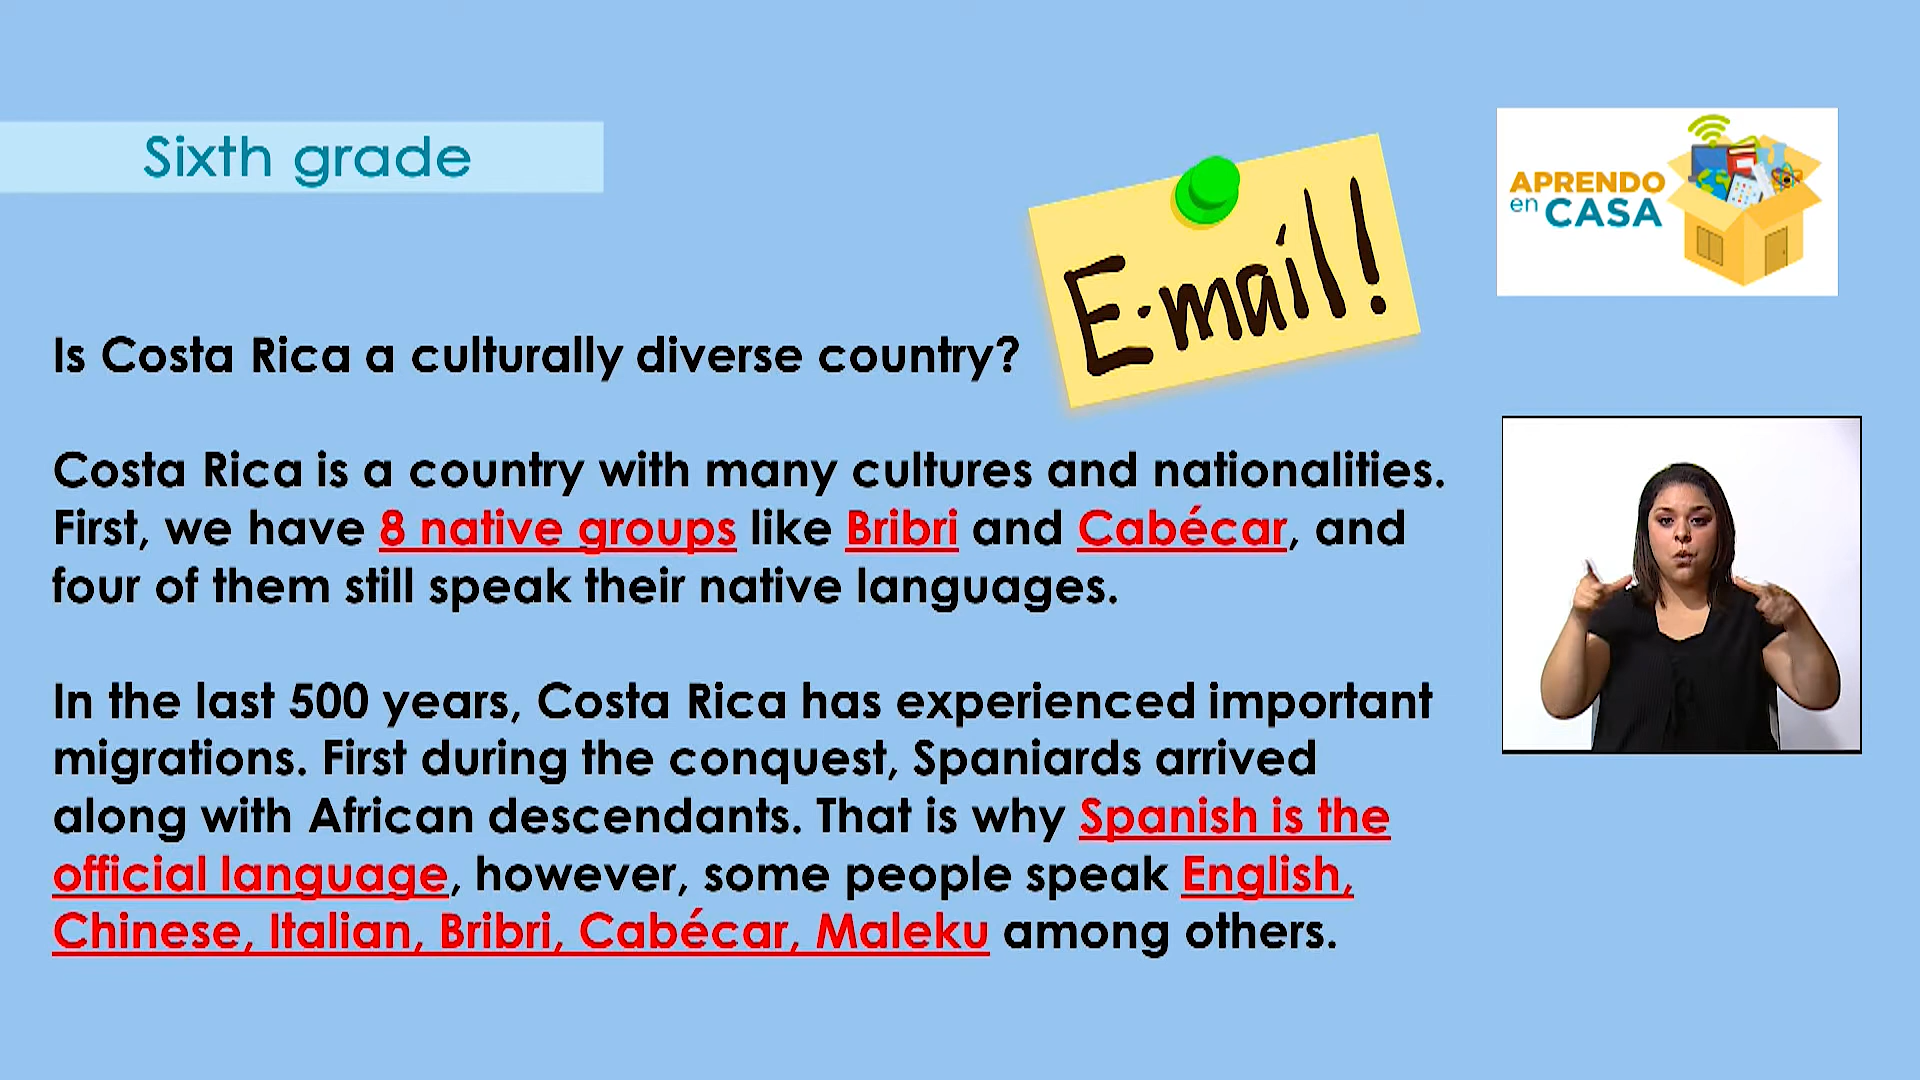 Sixth grade
E-mail!
APRENDO
en CASA
Is Costa Rica a culturally diverse country?
Costa Rica is a country with many cultures and nationalities.
First, we have 8 native groups like Bribri and Cabécar, and
four of them still speak their native languages.
In the last 500 years, Costa Rica has experienced important
migrations. First during the conquest, Spaniards arrived
along with African descendants. That is why Spanish is the
official language, however, some people speak English,
Chinese, Italian, Bribri, Cabécar, Maleku among others.